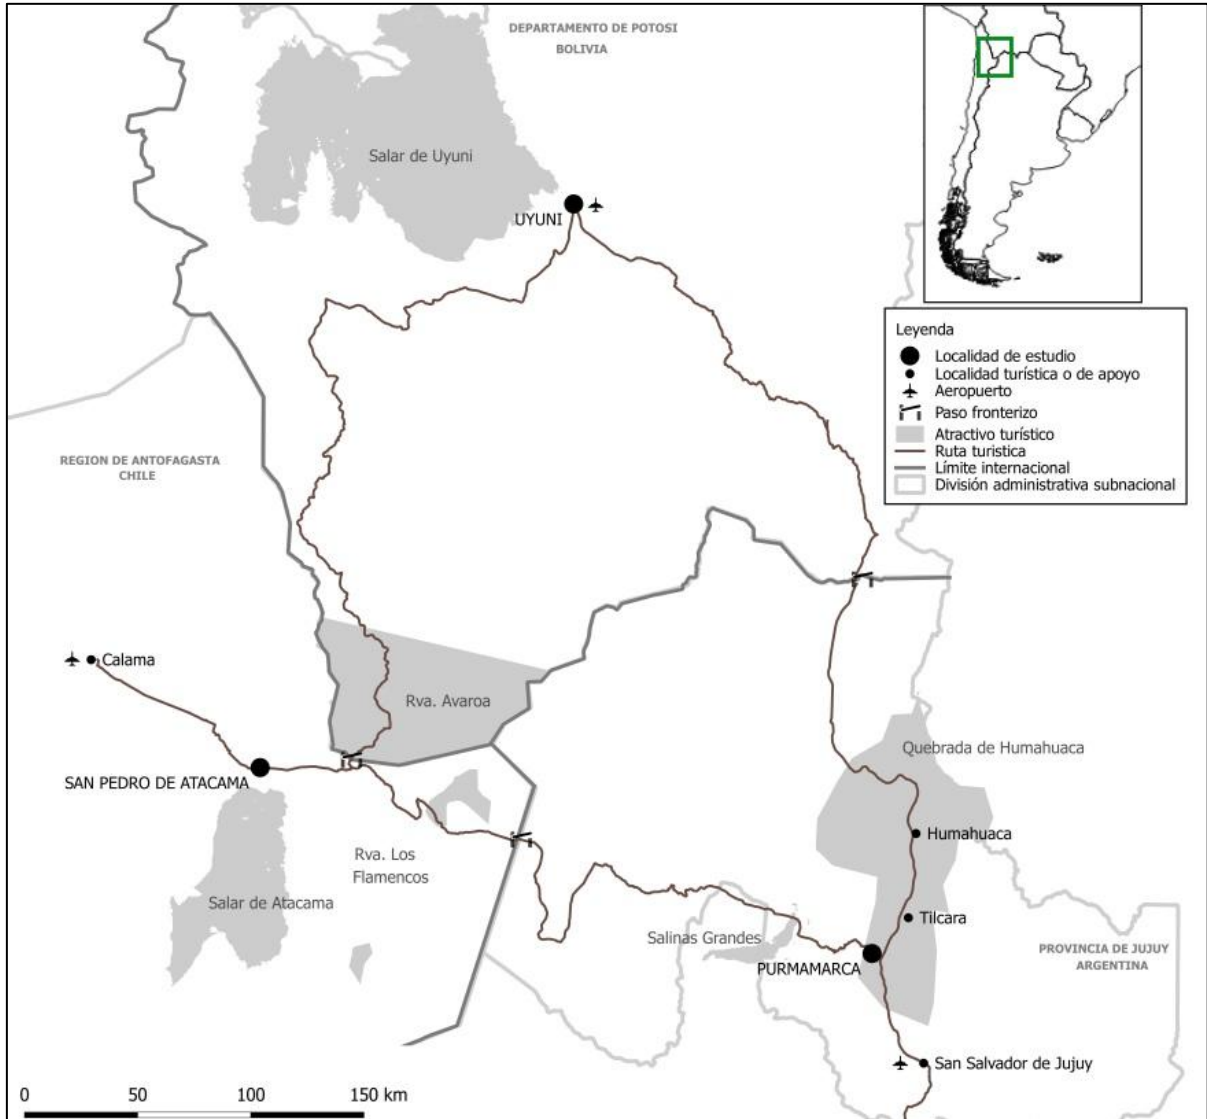 DEPARTAMENTO DE POTOSI
BOLIVIA
Salar de Uyuni
UYUNI
Leyenda
Localidad de estudio
Localidad turística o de apoyo
Aeropuerto
Paso fronterizo
Atractivo turístico
Ruta turistica
Límite internacional
División administrativa subnacional
REGION DE ANTOFAGASTA
CHILE
Calama
Rva. Avaroa
SAN PEDRO DE ATACAMA
Quebrada de Humahuaca
Humahuaca
Rva. Los
Flamencos
Salar de Atacama
Tilcara
Salinas Grandes
PURMAMARCA
PROVINCIA DE JUJUY
ARGENTINA
San Salvador de Jujuy
0 50 100 150 km